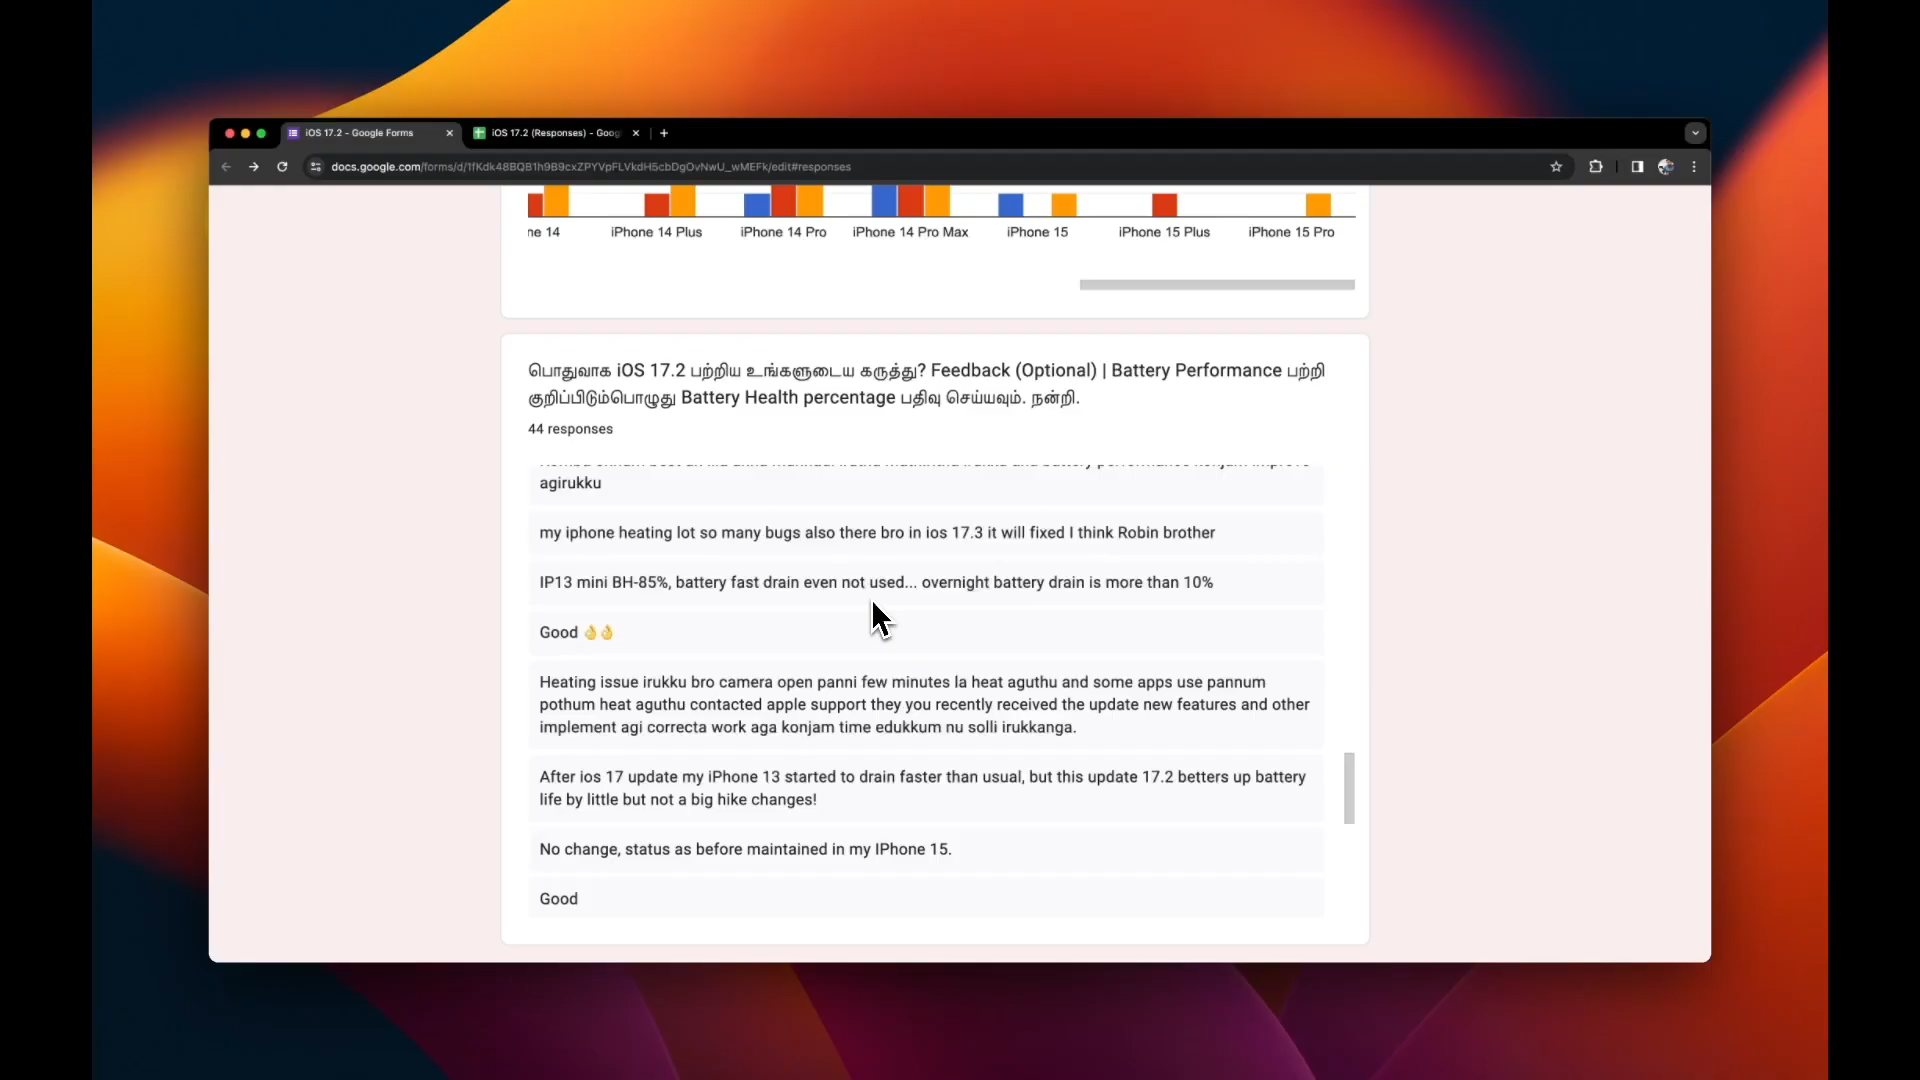 iOS 17.2 - Google Forms
iOS 17.2 (Responses) - Goog
docs.google.com/forms/d/1fKdk48BQB1h9B9cxZPYVpFLVkdH5cbDgOvNwU_wMEFk/edit#responses
ne 14
iPhone 14 Plus
iPhone 14 Pro
iPhone 14 Pro Max
iPhone 15
iPhone 15 Plus
iPhone 15 Pro
பொதுவாக iOS 17.2 பற்றிய உங்களுடைய கருத்து? Feedback (Optional) | Battery Performance பற்றி
குறிப்பிடும்பொழுது Battery Health percentage பதிவு செய்யவும். நன்றி.
44 responses
agirukku
my iphone heating lot so many bugs also there bro in ios 17.3 it will fixed I think Robin brother
IP13 mini BH-85%, battery fast drain even not used... overnight battery drain is more than 10%
Good 👌👌
Heating issue irukku bro camera open panni few minutes la heat aguthu and some apps use pannum
pothum heat aguthu contacted apple support they you recently received the update new features and other
implement agi correcta work aga konjam time edukkum nu solli irukkanga.
After ios 17 update my iPhone 13 started to drain faster than usual, but this update 17.2 betters up battery
life by little but not a big hike changes!
No change, status as before maintained in my IPhone 15.
Good